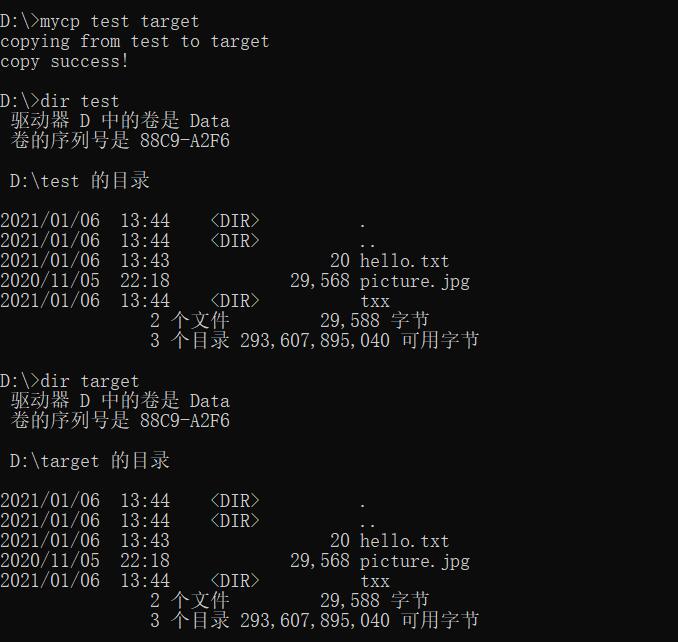 D:\>mycp test target
copying from test to target
copy success!
D:\>dir test
驱动器 D 中的卷是 Data
卷的序列号是 88C9-A2F6
D:\test 的目录
2021/01/06  13:44    <DIR>          .
2021/01/06  13:44    <DIR>          ..
2021/01/06  13:43                20 hello.txt
2020/11/05  22:18            29,568 picture.jpg
2021/01/06  13:44    <DIR>          txx
2 个文件         29,588 字节
3 个目录 293,607,895,040 可用字节
D:\>dir target
驱动器 D 中的卷是 Data
卷的序列号是 88C9-A2F6
D:\target 的目录
2021/01/06  13:44    <DIR>          .
2021/01/06  13:44    <DIR>          ..
2021/01/06  13:43                20 hello.txt
2020/11/05  22:18            29,568 picture.jpg
2021/01/06  13:44    <DIR>          txx
2 个文件         29,588 字节
3 个目录 293,607,895,040 可用字节